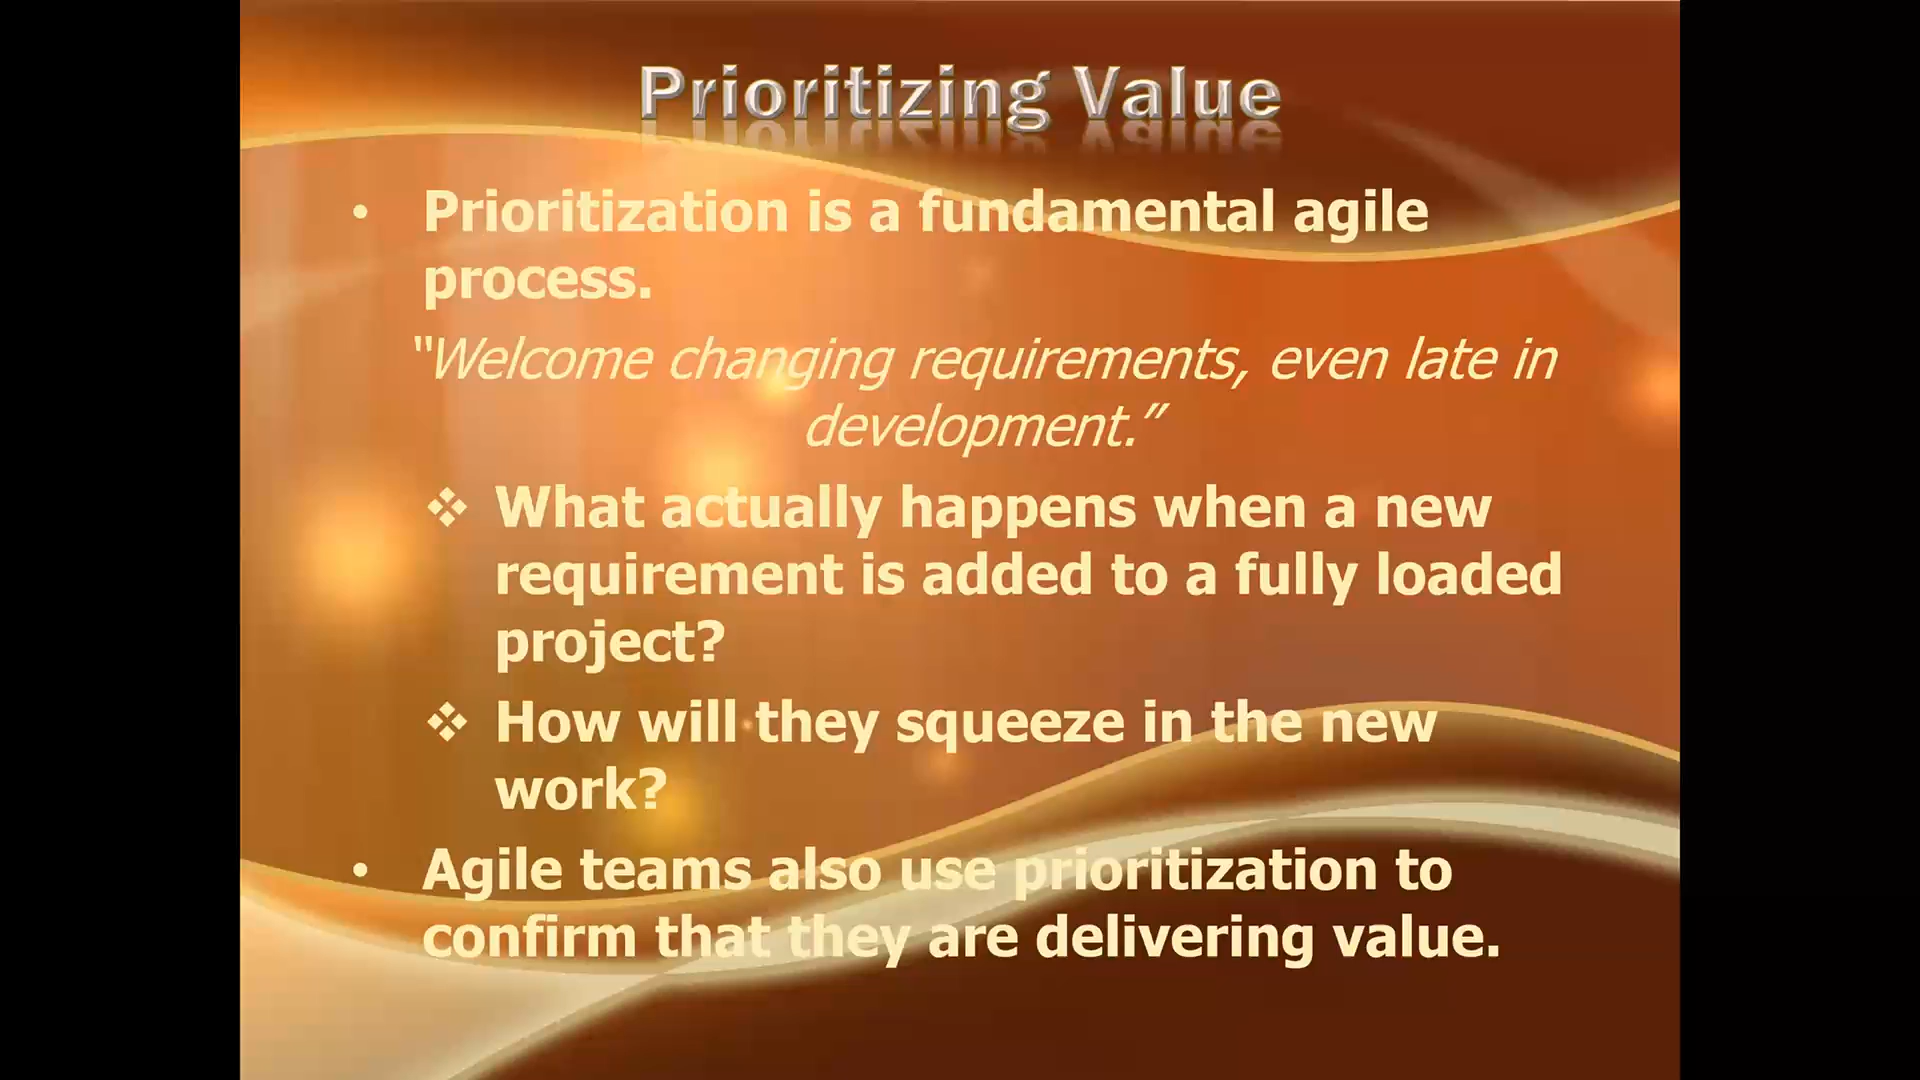 Prioritizing Value
• Prioritization is a fundamental agile
process.
“Welcome changing requirements, even late in
development.”
❖ What actually happens when a new
requirement is added to a fully loaded
project?
❖ How will they squeeze in the new
work?
• Agile teams also use prioritization to
confirm that they are delivering value.